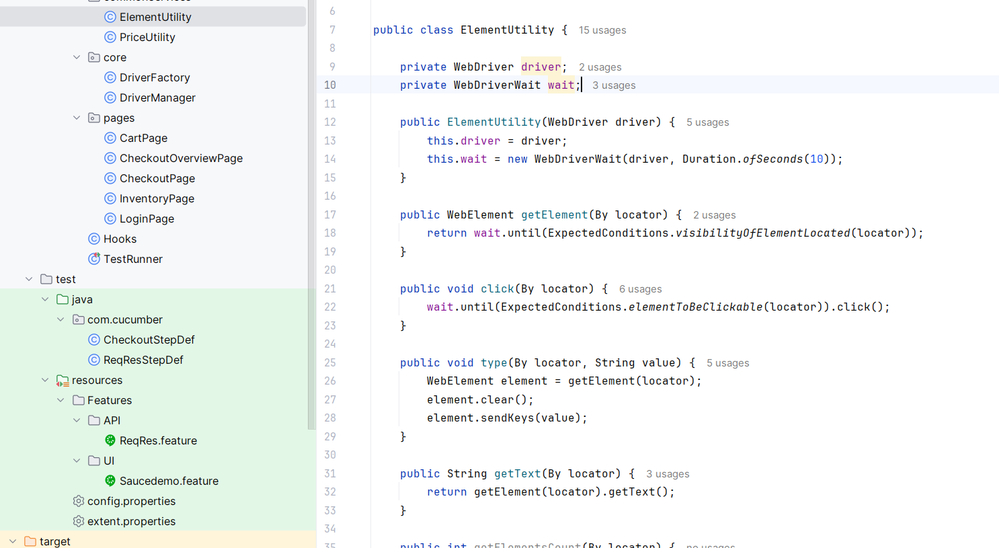 ElementUtility
PriceUtility
core
DriverFactory
DriverManager
pages
CartPage
CheckoutOverviewPage
CheckoutPage
InventoryPage
LoginPage
Hooks
TestRunner
test
java
com.cucumber
CheckoutStepDef
ReqResStepDef
resources
Features
API
ReqRes.feature
UI
Saucedemo.feature
config.properties
extent.properties
target
6
7 public class ElementUtility { 15 usages
8
9 private WebDriver driver; 2 usages
10 private WebDriverWait wait; 3 usages
11
12 public ElementUtility(WebDriver driver) { 5 usages
13 this.driver = driver;
14 this.wait = new WebDriverWait(driver, Duration.ofSeconds(10));
15 }
16
17 public WebElement getElement(By locator) { 2 usages
18 return wait.until(ExpectedConditions.visibilityOfElementLocated(locator));
19 }
20
21 public void click(By locator) { 6 usages
22 wait.until(ExpectedConditions.elementToBeClickable(locator)).click();
23 }
24
25 public void type(By locator, String value) { 5 usages
26 WebElement element = getElement(locator);
27 element.clear();
28 element.sendKeys(value);
29 }
30
31 public String getText(By locator) { 3 usages
32 return getElement(locator).getText();
33 }
34
35 public int getElementsCount(By locator) { no usages